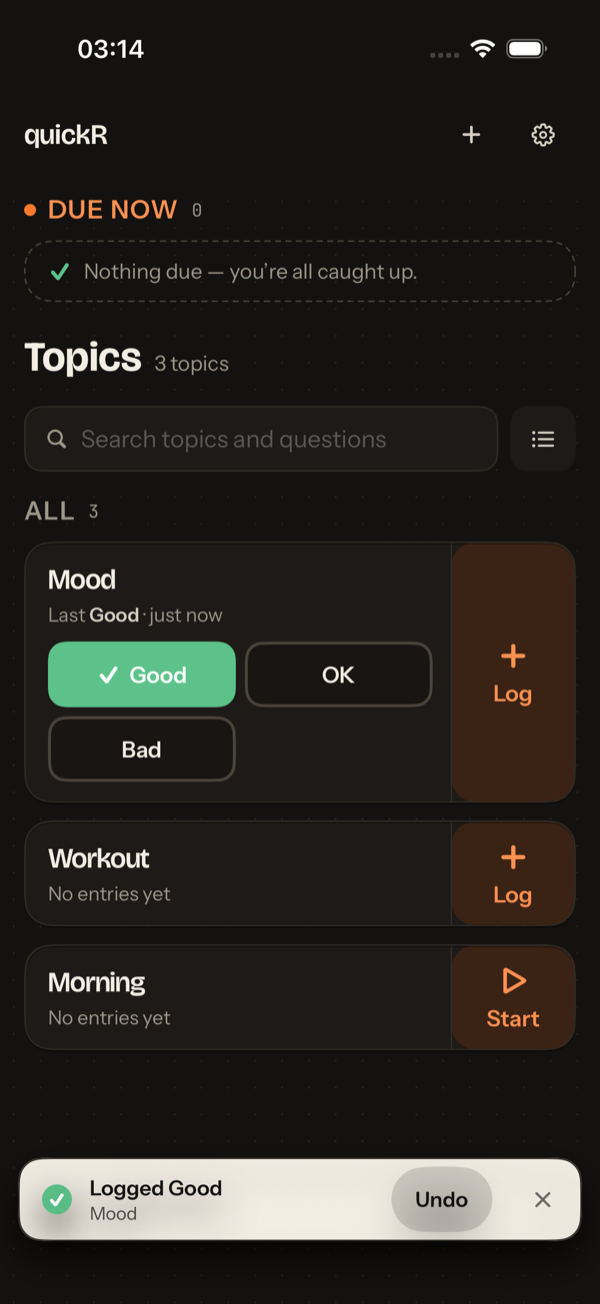 03:14
quickR
DUE NOW 0
Nothing due — you’re all caught up.
Topics 3 topics
Search topics and questions
ALL 3
Mood
Last Good · just now
Good
OK
Bad
Log
Workout
No entries yet
Log
Morning
No entries yet
Start
Logged Good
Mood
Undo